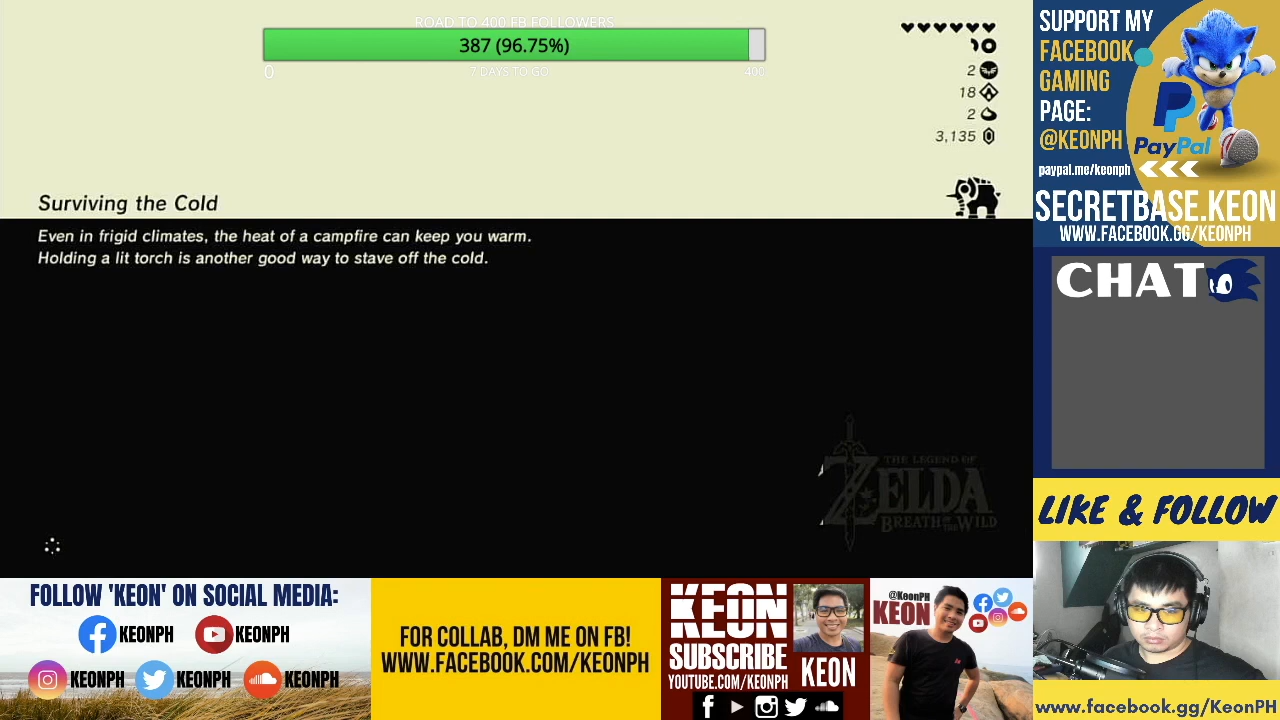 ROAD TO 400 FB FOLLOWERS
387 (96.75%)
0
7 DAYS TO GO
400
2
18
2
3,135
Surviving the Cold
Even in frigid climates, the heat of a campfire can keep you warm.
Holding a lit torch is another good way to stave off the cold.
THE LEGEND OF
ZELDA
BREATH OF THE WILD
SUPPORT MY
FACEBOOK
GAMING
PAGE:
@KEONPH
PayPal
paypal.me/keonph
SECRETBASE.KEON
WWW.FACEBOOK.GG/KEONPH
CHAT
LIKE & FOLLOW
www.facebook.gg/KeonPH
FOLLOW 'KEON' ON SOCIAL MEDIA:
KEONPH
KEONPH
KEONPH
KEONPH
KEONPH
FOR COLLAB, DM ME ON FB!
WWW.FACEBOOK.COM/KEONPH
KEON
SUBSCRIBE
YOUTUBE.COM/KEONPH
KEON
@KeonPH
KEON